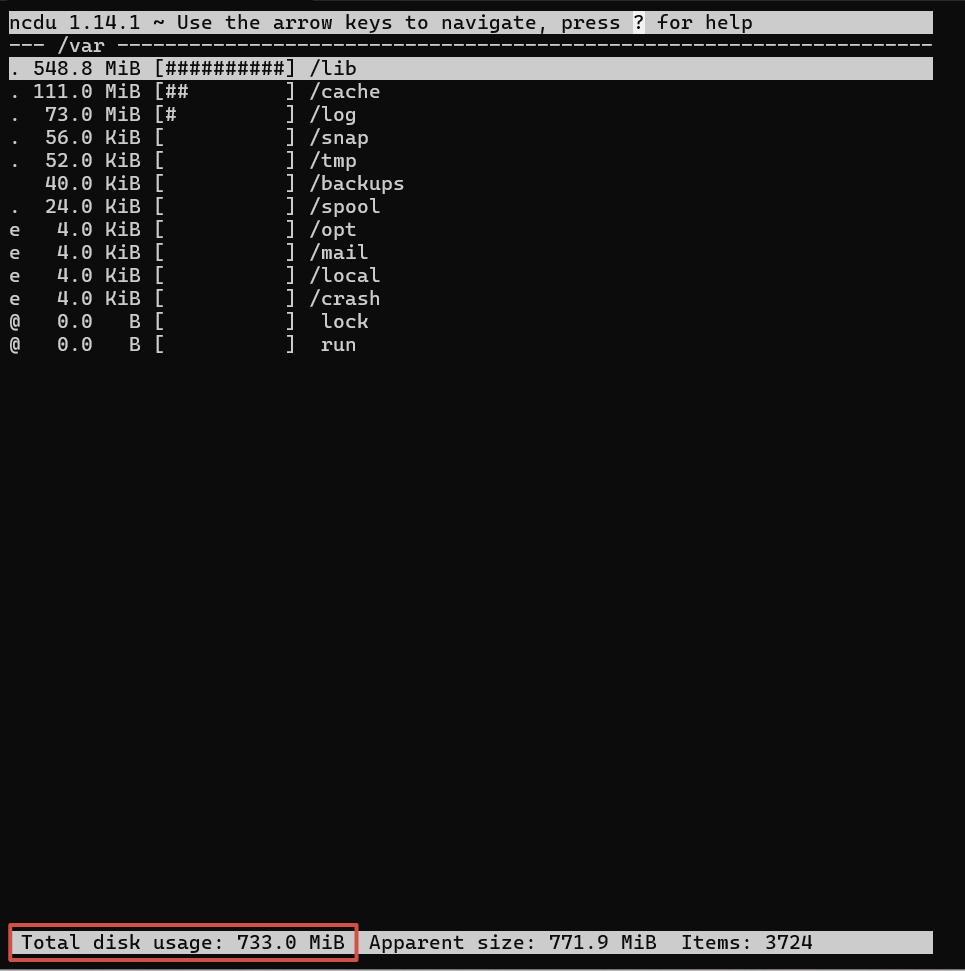 ncdu 1.14.1 ~ Use the arrow keys to navigate, press ? for help
--- /var --------------------------------------------------------------------
. 548.8 MiB [##########] /lib
. 111.0 MiB [##        ] /cache
.  73.0 MiB [#         ] /log
.  56.0 KiB [          ] /snap
.  52.0 KiB [          ] /tmp
   40.0 KiB [          ] /backups
.  24.0 KiB [          ] /spool
e   4.0 KiB [          ] /opt
e   4.0 KiB [          ] /mail
e   4.0 KiB [          ] /local
e   4.0 KiB [          ] /crash
@   0.0   B [          ]  lock
@   0.0   B [          ]  run
Total disk usage: 733.0 MiB  Apparent size: 771.9 MiB  Items: 3724